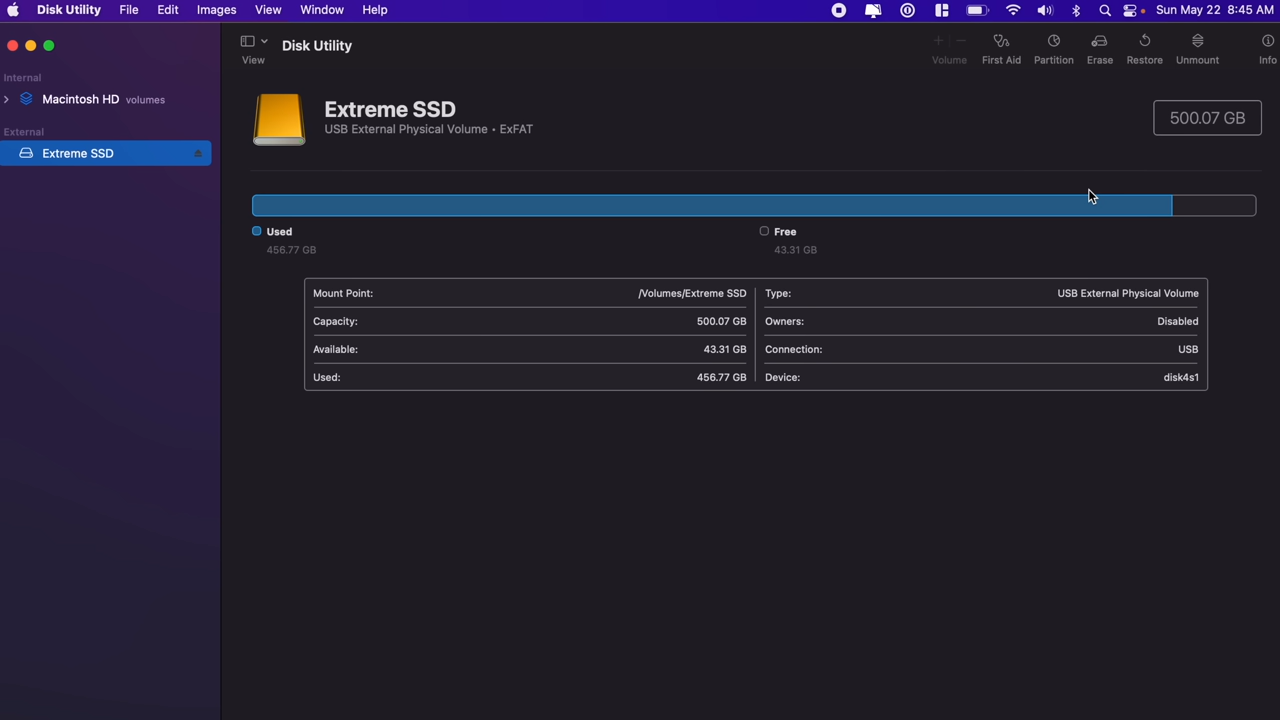 Disk Utility File Edit Images View Window Help Sun May 22 8:45 AM
Disk Utility
View
Volume First Aid Partition Erase Restore Unmount Info
Internal
Macintosh HD volumes
External
Extreme SSD
Extreme SSD
USB External Physical Volume • ExFAT
500.07 GB
Used
456.77 GB
Free
43.31 GB
Mount Point: /Volumes/Extreme SSD
Capacity: 500.07 GB
Available: 43.31 GB
Used: 456.77 GB
Type: USB External Physical Volume
Owners: Disabled
Connection: USB
Device: disk4s1